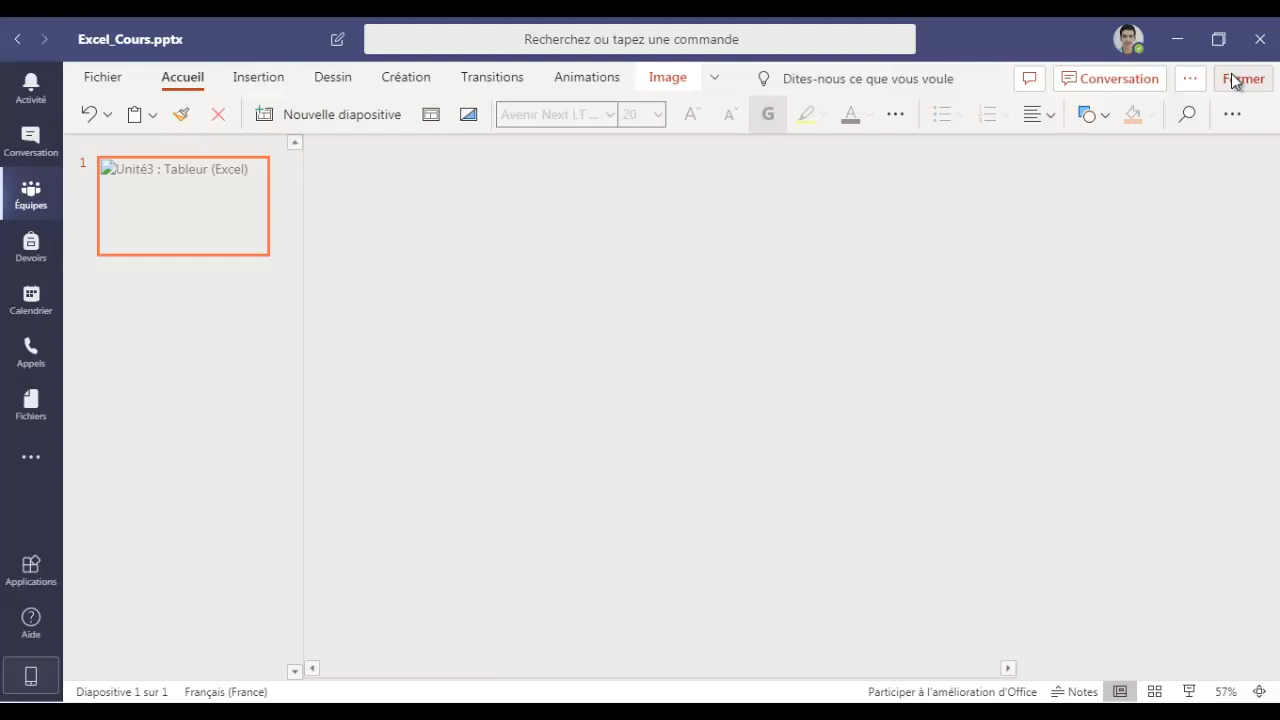 Excel_Cours.pptx
Recherchez ou tapez une commande
Fichier Accueil Insertion Dessin Création Transitions Animations Image Dites-nous ce que vous voule Conversation Fermer
Nouvelle diapositive Avenir Next LT ... 20 A A G A
Activité
Conversation
Équipes
Devoirs
Calendrier
Appels
Fichiers
Applications
Aide
1
Unité3 : Tableur (Excel)
Diapositive 1 sur 1 Français (France) Participer à l'amélioration d'Office Notes 57%